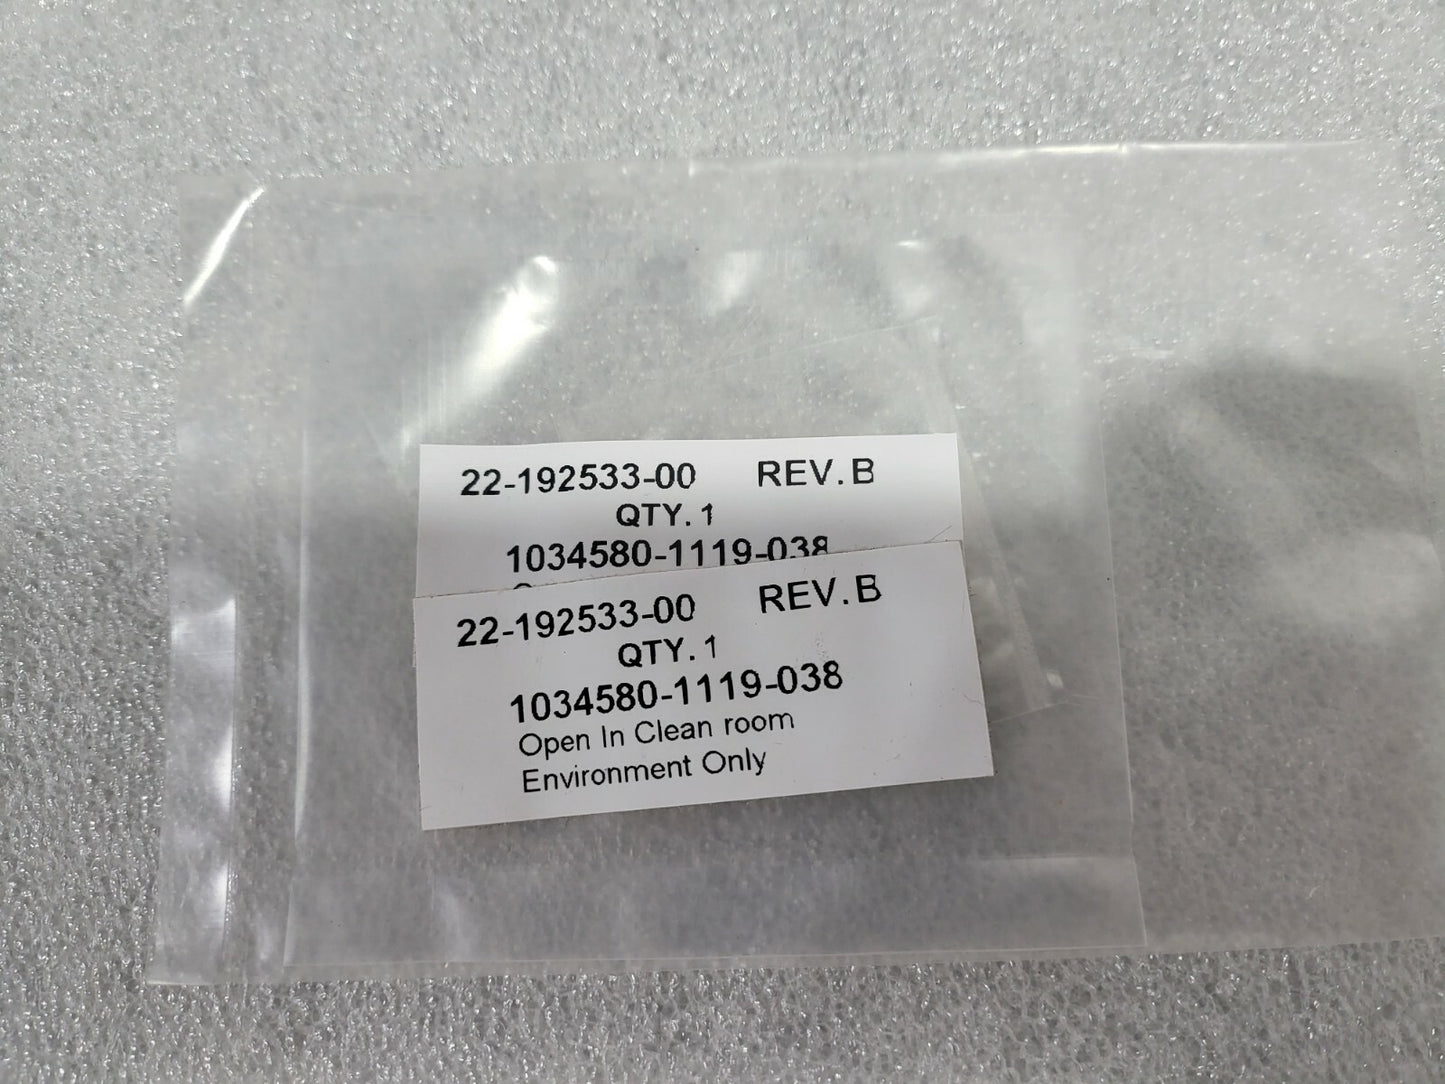 22-192533-00 REV. B
QTY. 1
1034580-1119-038
22-192533-00 REV. B
QTY. 1
1034580-1119-038
Open In Clean room
Environment Only